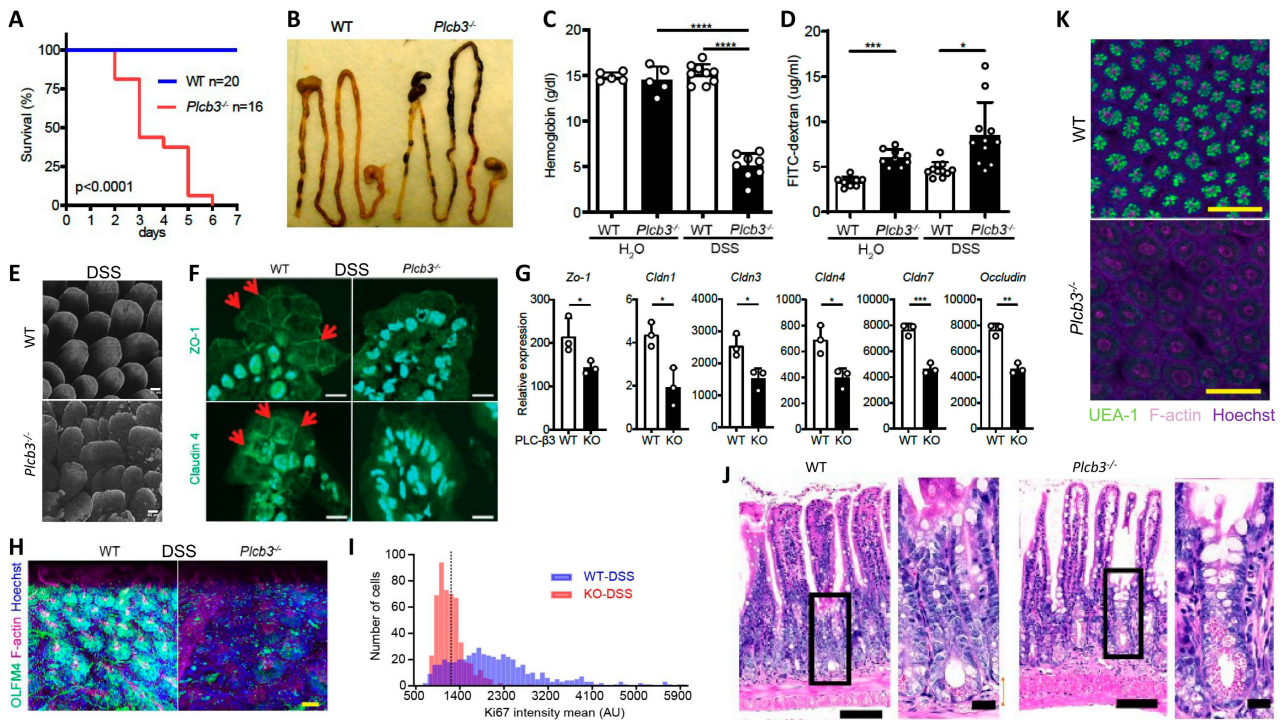 A
100
80
60
40
20
0
Survival (%)
WT n=20
Plcb3-/- n=16
p<0.0001
0 1 2 3 4 5 6 7
days
B
WT Plcb3-/-
C
****
****
20
15
10
5
0
Hemoglobin (g/dl)
WT Plcb3-/- WT Plcb3-/-
H2O DSS
D
***
*
20
15
10
5
0
FITC-dextran (ug/ml)
WT Plcb3-/- WT Plcb3-/-
H2O DSS
K
WT
Plcb3-/-
UEA-1 F-actin Hoechst
E
DSS
WT
Plcb3-/-
F
WT DSS Plcb3-/-
ZO-1
Claudin 4
G
Relative expression
Zo-1 Cldn1 Cldn3 Cldn4 Cldn7 Occludin
* * * * *** **
300
200
100
0
6
4
2
0
4000
3000
2000
1000
0
1000
800
600
400
200
0
10000
8000
6000
4000
2000
0
10000
8000
6000
4000
2000
0
PLC-β3 WT KO WT KO WT KO WT KO WT KO WT KO
H
WT DSS Plcb3-/-
OLFM4 F-actin Hoechst
I
100
80
60
40
20
0
Number of cells
WT-DSS
KO-DSS
500 1400 2300 3200 4100 5000 5900
Ki67 intensity mean (AU)
J
WT Plcb3-/-